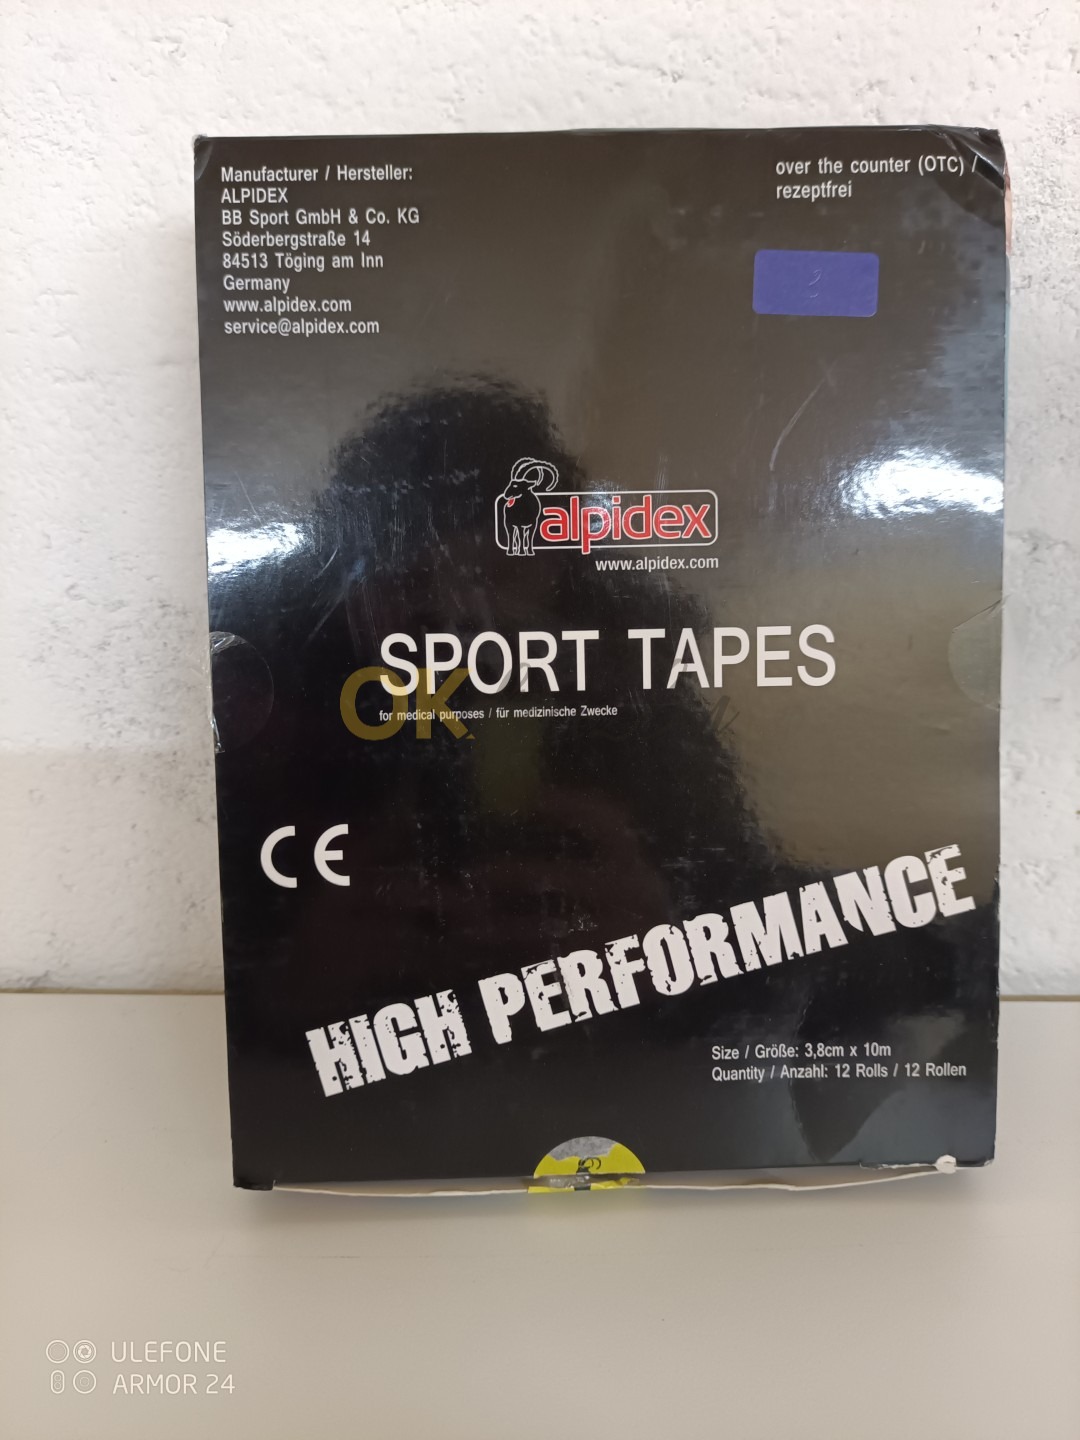 Manufacturer / Hersteller:
ALPIDEX
BB Sport GmbH & Co. KG
Söderbergstraße 14
84513 Töging am Inn
Germany
www.alpidex.com
service@alpidex.com
over the counter (OTC) /
rezeptfrei
alpidex
www.alpidex.com
SPORT TAPES
OK
for medical purposes / für medizinische Zwecke
CE
HIGH PERFORMANCE
Size / Größe: 3,8cm x 10m
Quantity / Anzahl: 12 Rolls / 12 Rollen
ULEFONE
ARMOR 24